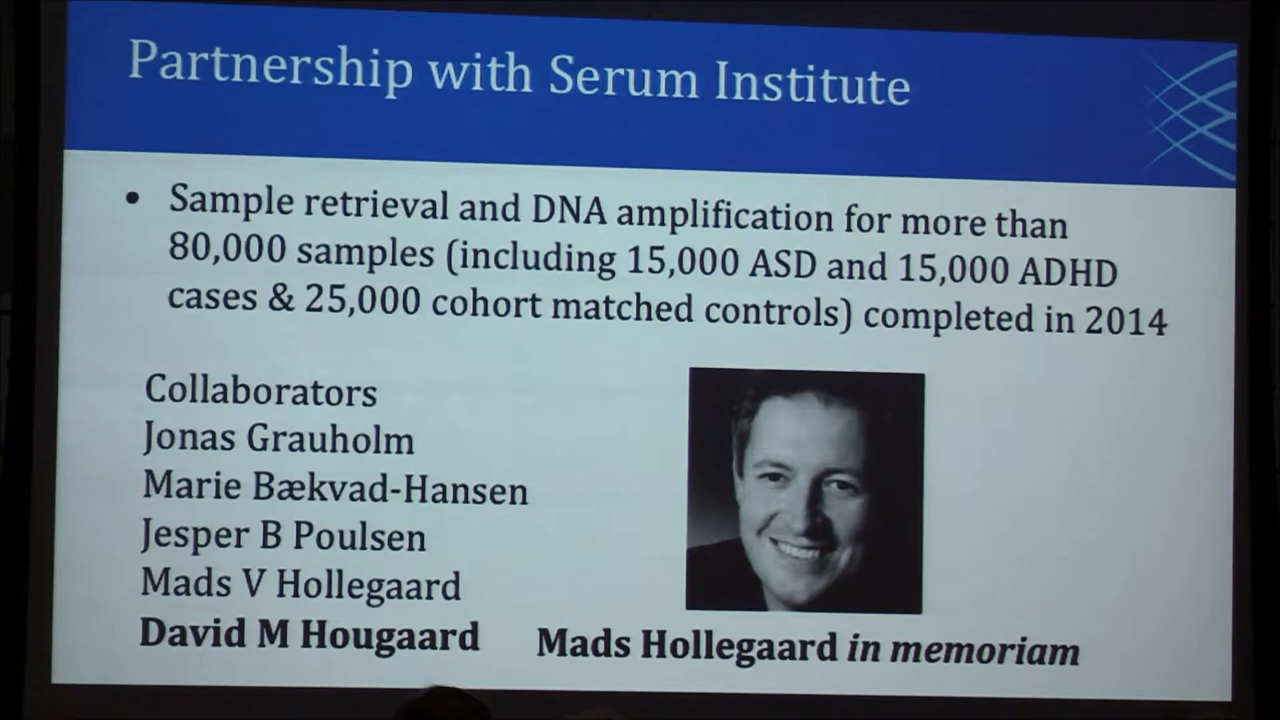 Partnership with Serum Institute
• Sample retrieval and DNA amplification for more than
80,000 samples (including 15,000 ASD and 15,000 ADHD
cases & 25,000 cohort matched controls) completed in 2014
Collaborators
Jonas Grauholm
Marie Bækvad-Hansen
Jesper B Poulsen
Mads V Hollegaard
David M Hougaard
Mads Hollegaard in memoriam